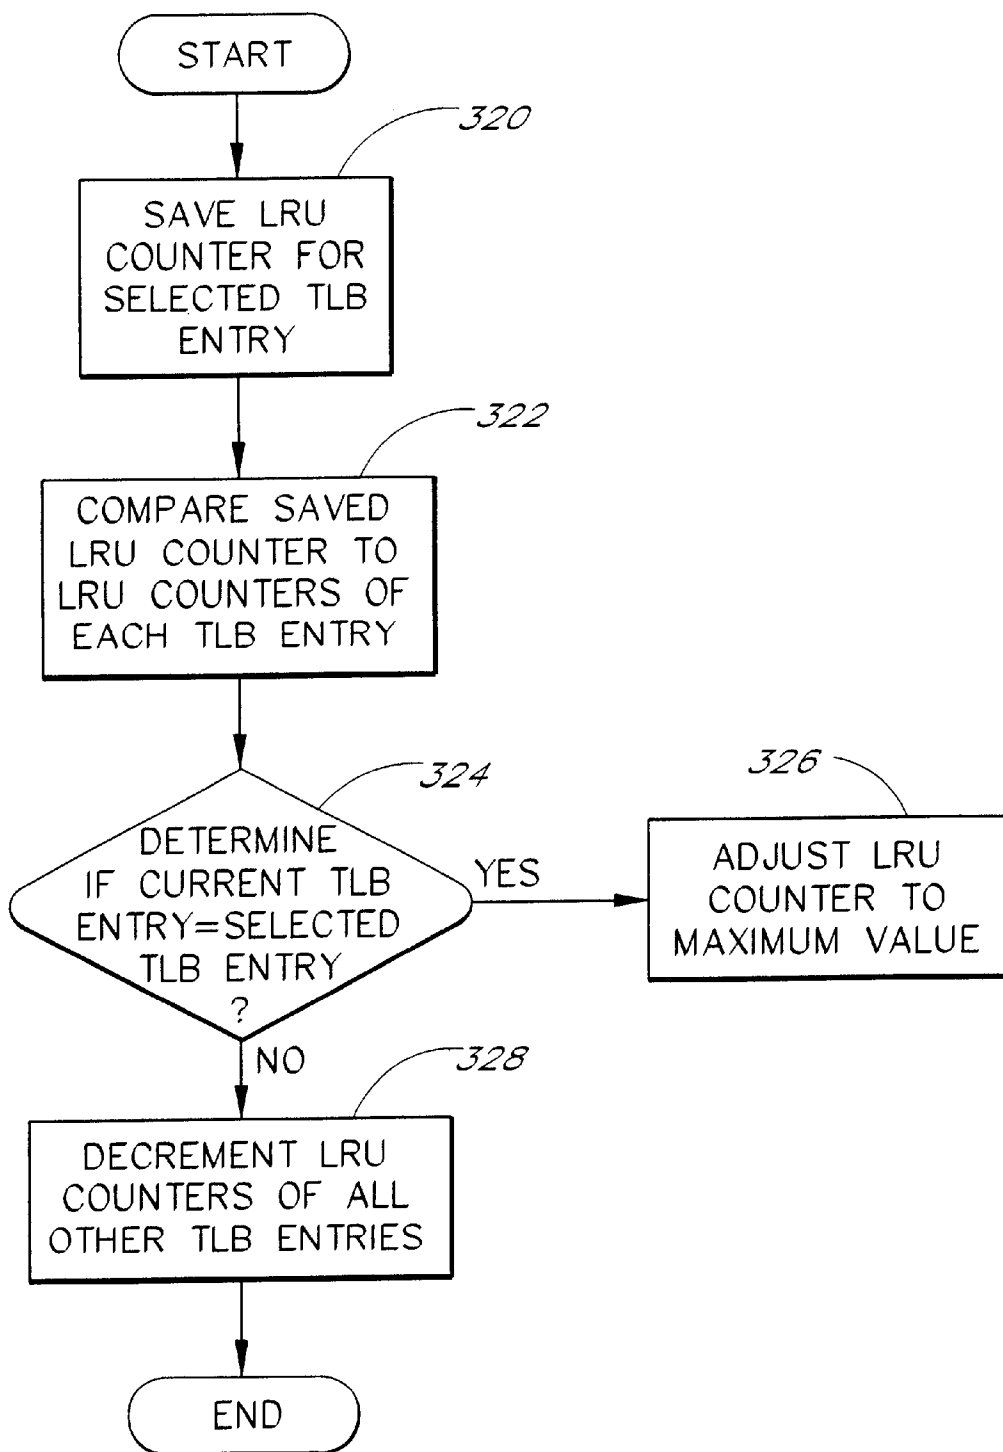 START
320
SAVE LRU
COUNTER FOR
SELECTED TLB
ENTRY
322
COMPARE SAVED
LRU COUNTER TO
LRU COUNTERS OF
EACH TLB ENTRY
324
DETERMINE
IF CURRENT TLB
ENTRY=SELECTED
TLB ENTRY
?
YES
326
ADJUST LRU
COUNTER TO
MAXIMUM VALUE
NO
328
DECREMENT LRU
COUNTERS OF ALL
OTHER TLB ENTRIES
END